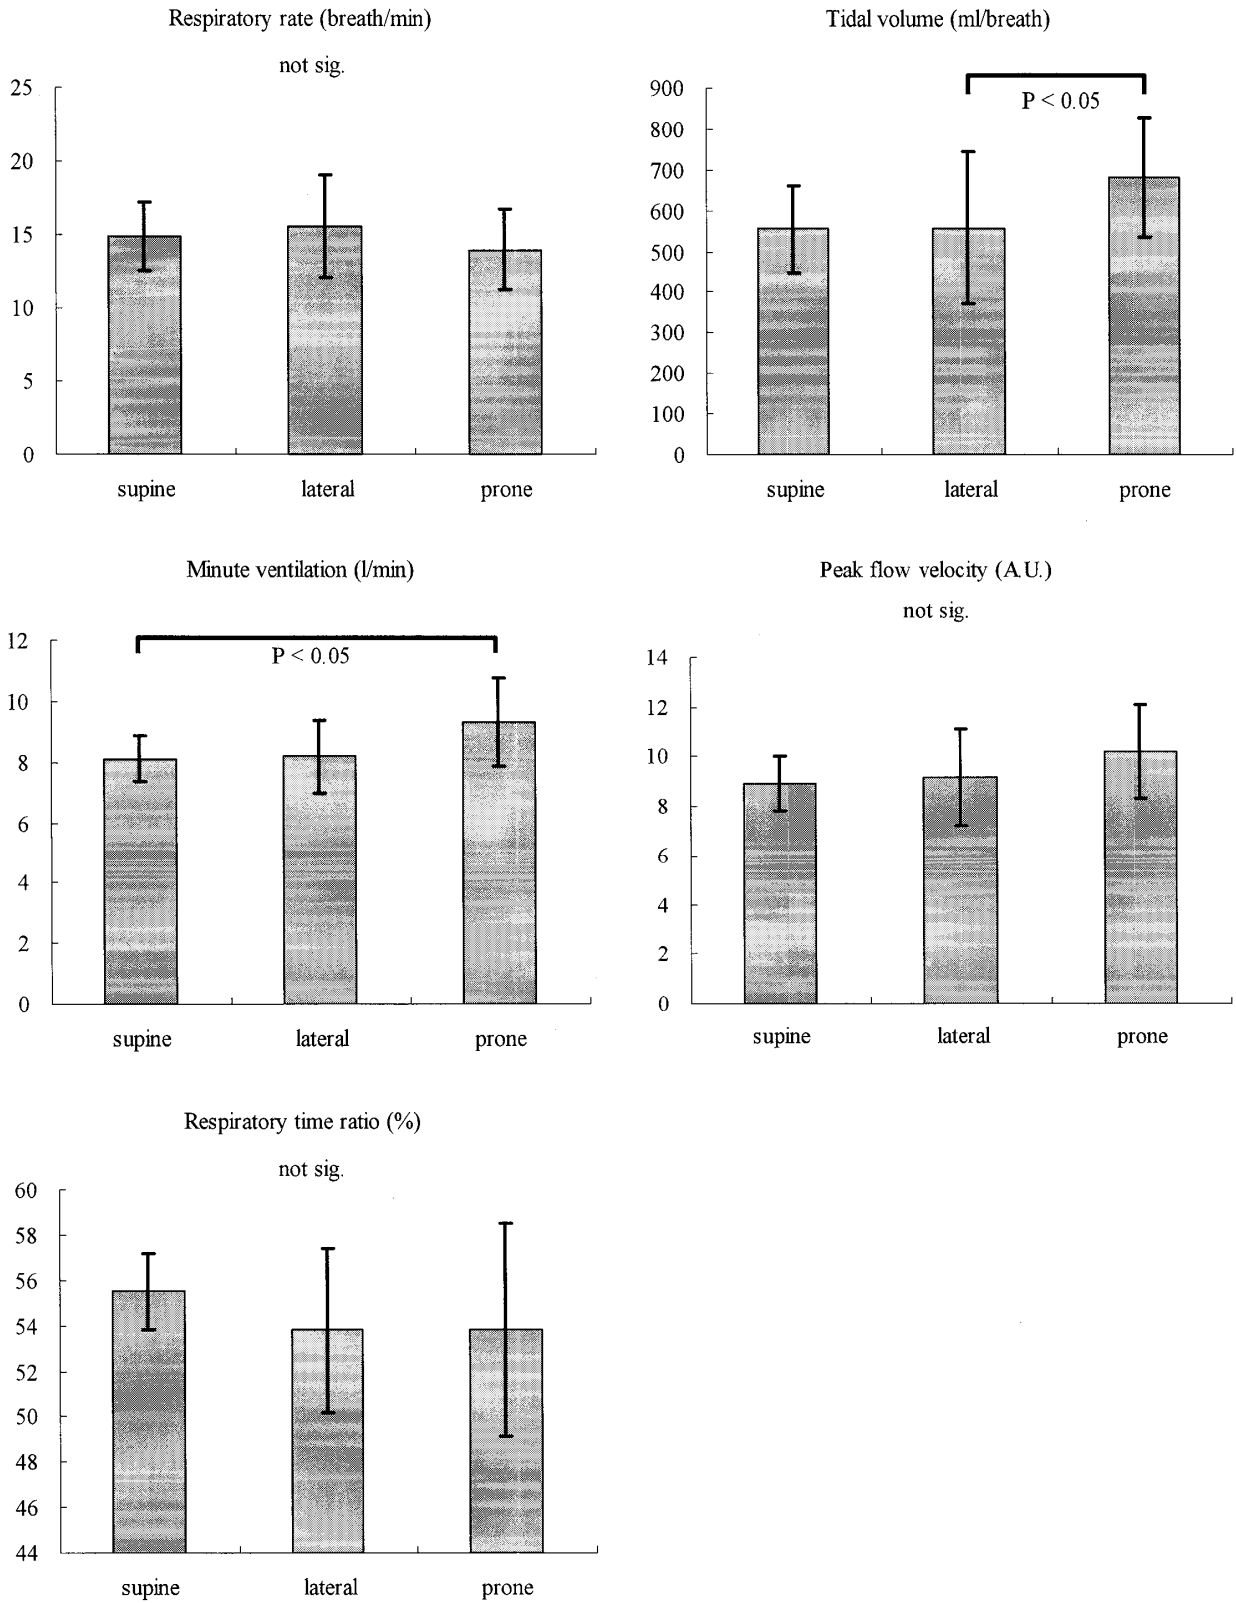 Respiratory rate (breath/min)
not sig.
25
20
15
10
5
0
supine lateral prone
Tidal volume (ml/breath)
P < 0.05
900
800
700
600
500
400
300
200
100
0
supine lateral prone
Minute ventilation (l/min)
P < 0.05
12
10
8
6
4
2
0
supine lateral prone
Peak flow velocity (A.U.)
not sig.
14
12
10
8
6
4
2
0
supine lateral prone
Respiratory time ratio (%)
not sig.
60
58
56
54
52
50
48
46
44
supine lateral prone